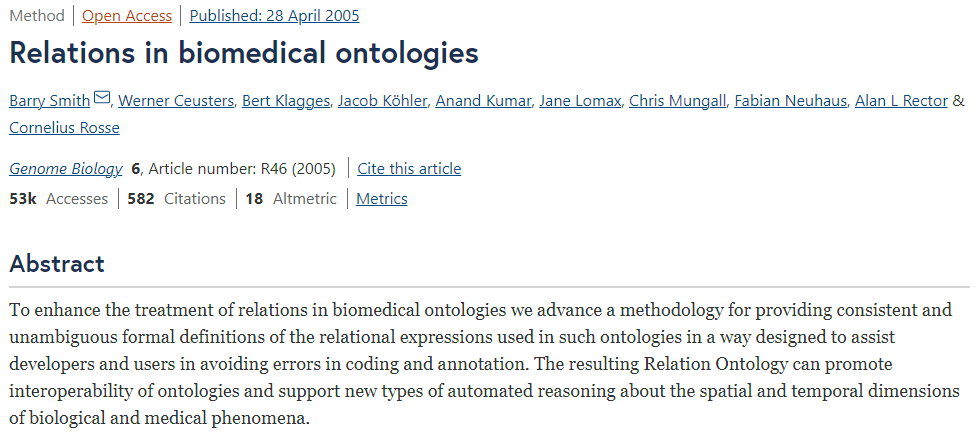 Method | Open Access | Published: 28 April 2005
Relations in biomedical ontologies
Barry Smith, Werner Ceusters, Bert Klagges, Jacob Köhler, Anand Kumar, Jane Lomax, Chris Mungall, Fabian Neuhaus, Alan L Rector &
Cornelius Rosse
Genome Biology 6, Article number: R46 (2005) | Cite this article
53k Accesses | 582 Citations | 18 Altmetric | Metrics
Abstract
To enhance the treatment of relations in biomedical ontologies we advance a methodology for providing consistent and
unambiguous formal definitions of the relational expressions used in such ontologies in a way designed to assist
developers and users in avoiding errors in coding and annotation. The resulting Relation Ontology can promote
interoperability of ontologies and support new types of automated reasoning about the spatial and temporal dimensions
of biological and medical phenomena.